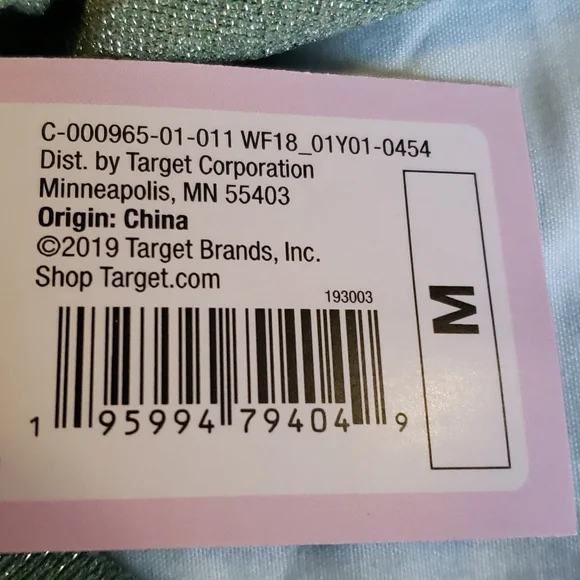 C-000965-01-011 WF18_01Y01-0454
Dist. by Target Corporation
Minneapolis, MN 55403
Origin: China
©2019 Target Brands, Inc.
Shop Target.com
193003
M
1 95994 79404 9